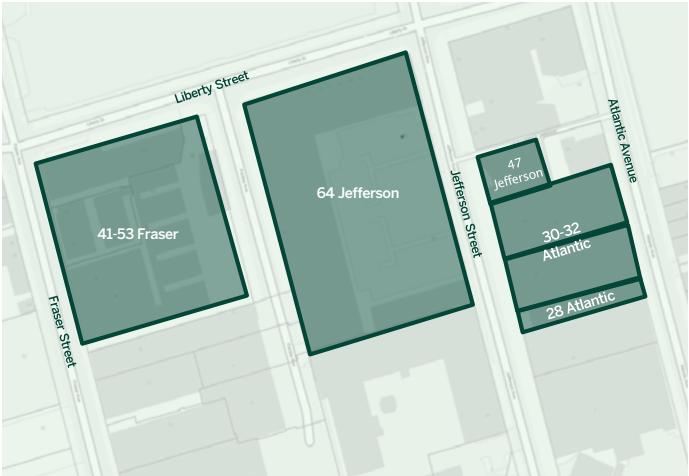 Liberty Street
Atlantic Avenue
47
Jefferson
64 Jefferson
Jefferson Street
41-53 Fraser
30-32
Atlantic
28 Atlantic
Fraser Street